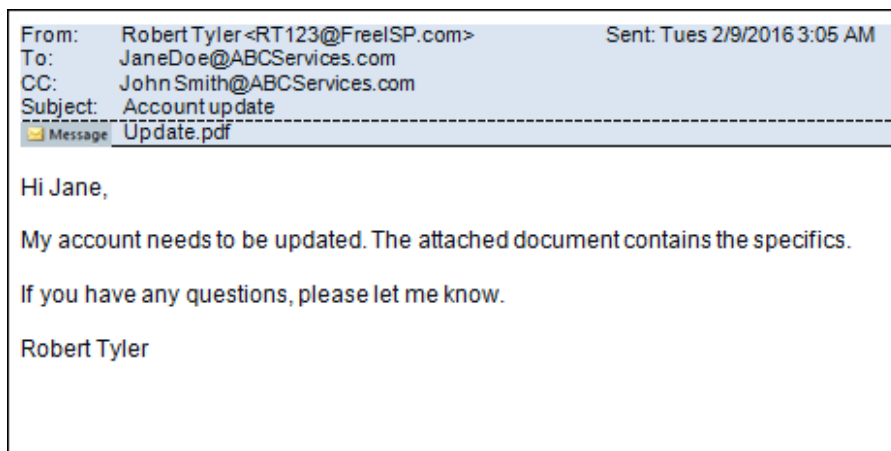 From: Robert Tyler <RT123@FreeISP.com> Sent: Tues 2/9/2016 3:05 AM
To: JaneDoe@ABCServices.com
CC: John Smith@ABCServices.com
Subject: Account update
Message Update.pdf
Hi Jane,
My account needs to be updated. The attached document contains the specifics.
If you have any questions, please let me know.
Robert Tyler